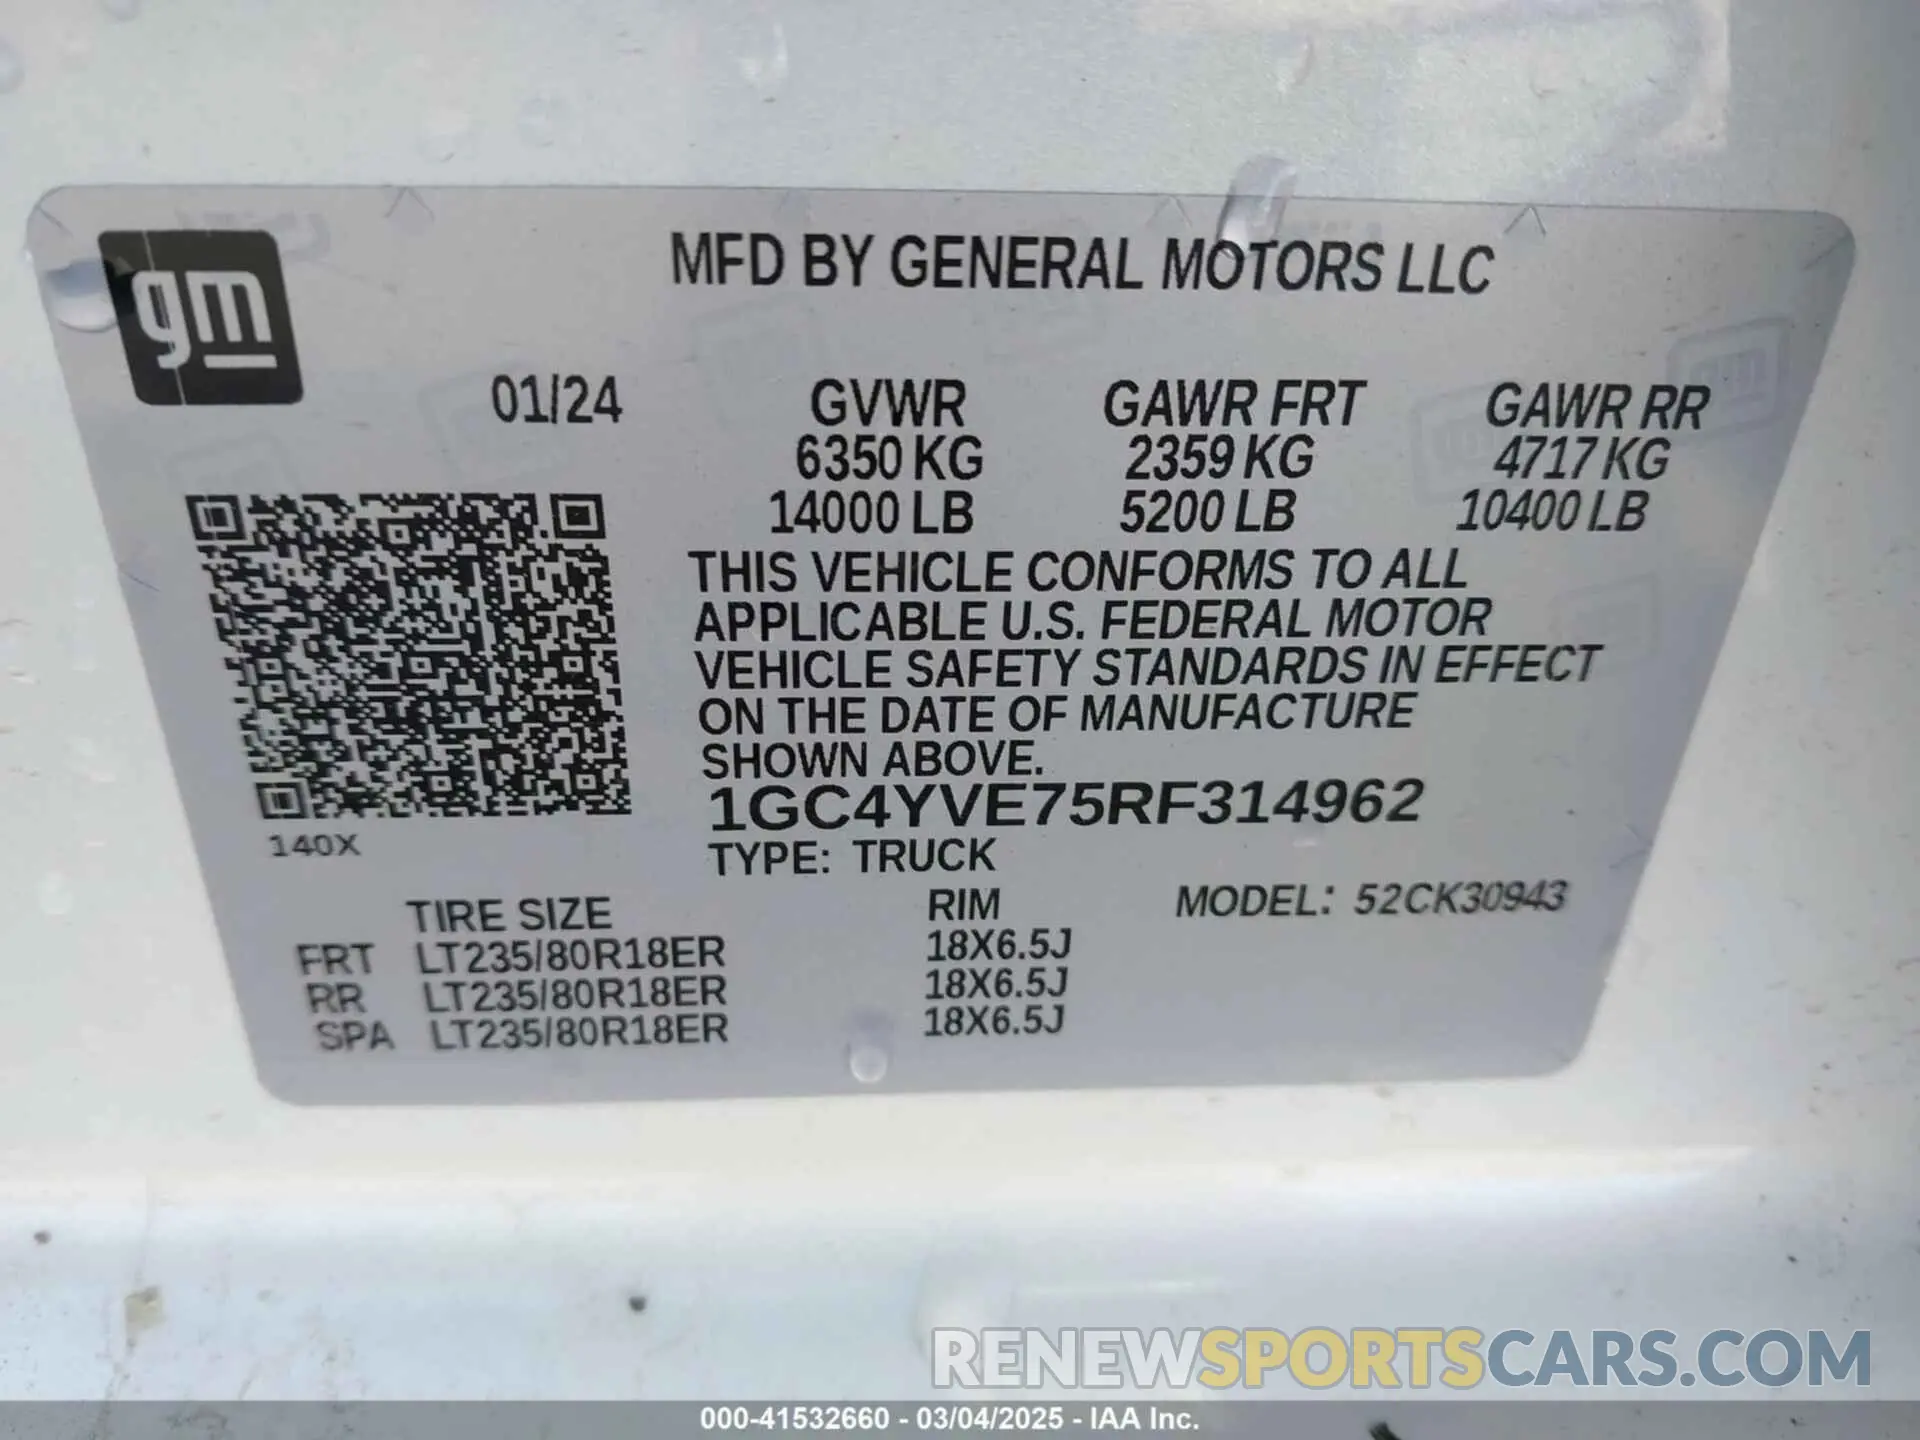 MFD BY GENERAL MOTORS LLC
gm
01/24
GVWR GAWR FRT GAWR RR
6350 KG 2359 KG 4717 KG
14000 LB 5200 LB 10400 LB
THIS VEHICLE CONFORMS TO ALL
APPLICABLE U.S. FEDERAL MOTOR
VEHICLE SAFETY STANDARDS IN EFFECT
ON THE DATE OF MANUFACTURE
SHOWN ABOVE.
1GC4YVE75RF314962
140X
TYPE: TRUCK
TIRE SIZE RIM MODEL: 52CK30943
FRT LT235/80R18ER 18X6.5J
RR LT235/80R18ER 18X6.5J
SPA LT235/80R18ER 18X6.5J
RENEWSPORTSCARS.COM
000-41532660 - 03/04/2025 - IAA Inc.